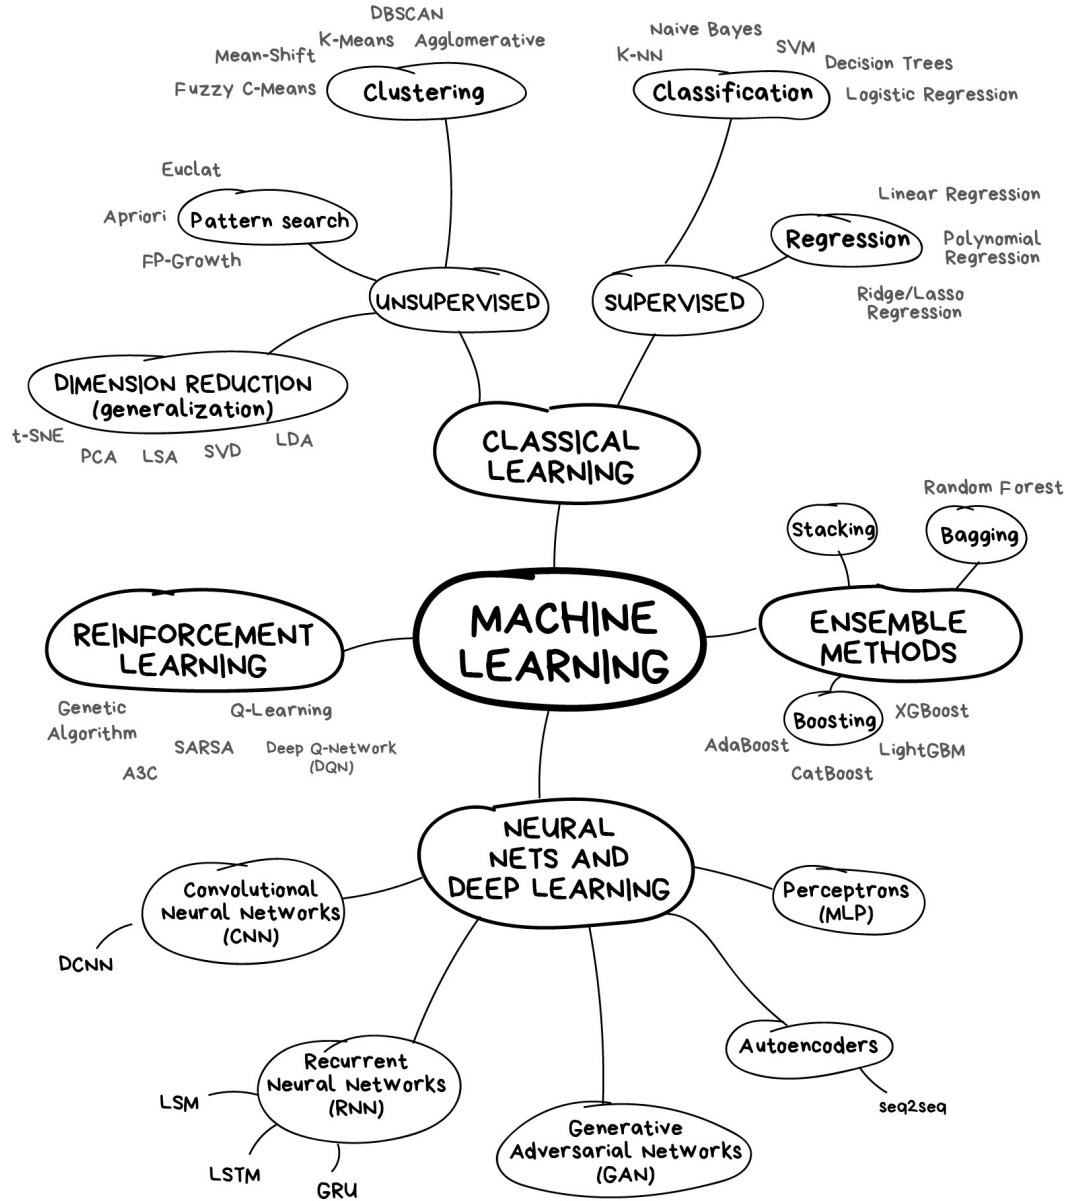 DBSCAN
K-Means
Agglomerative
Mean-Shift
Fuzzy C-Means
Clustering
Naive Bayes
K-NN
SVM
Decision Trees
Logistic Regression
Classification
Euclat
Apriori
Pattern search
FP-Growth
Linear Regression
Regression
Polynomial
Regression
Ridge/Lasso
Regression
UNSUPERVISED
SUPERVISED
DIMENSION REDUCTION
(generalization)
t-SNE
PCA
LSA
SVD
LDA
CLASSICAL
LEARNING
Random Forest
Stacking
Bagging
MACHINE
LEARNING
REINFORCEMENT
LEARNING
ENSEMBLE
METHODS
Genetic
Algorithm
Q-Learning
SARSA
Deep Q-Network
(DQN)
A3C
Boosting
XGBoost
AdaBoost
LightGBM
CatBoost
NEURAL
NETS AND
DEEP LEARNING
Convolutional
Neural Networks
(CNN)
DCNN
Perceptrons
(MLP)
Recurrent
Neural Networks
(RNN)
LSM
LSTM
GRU
Generative
Adversarial Networks
(GAN)
Autoencoders
seq2seq